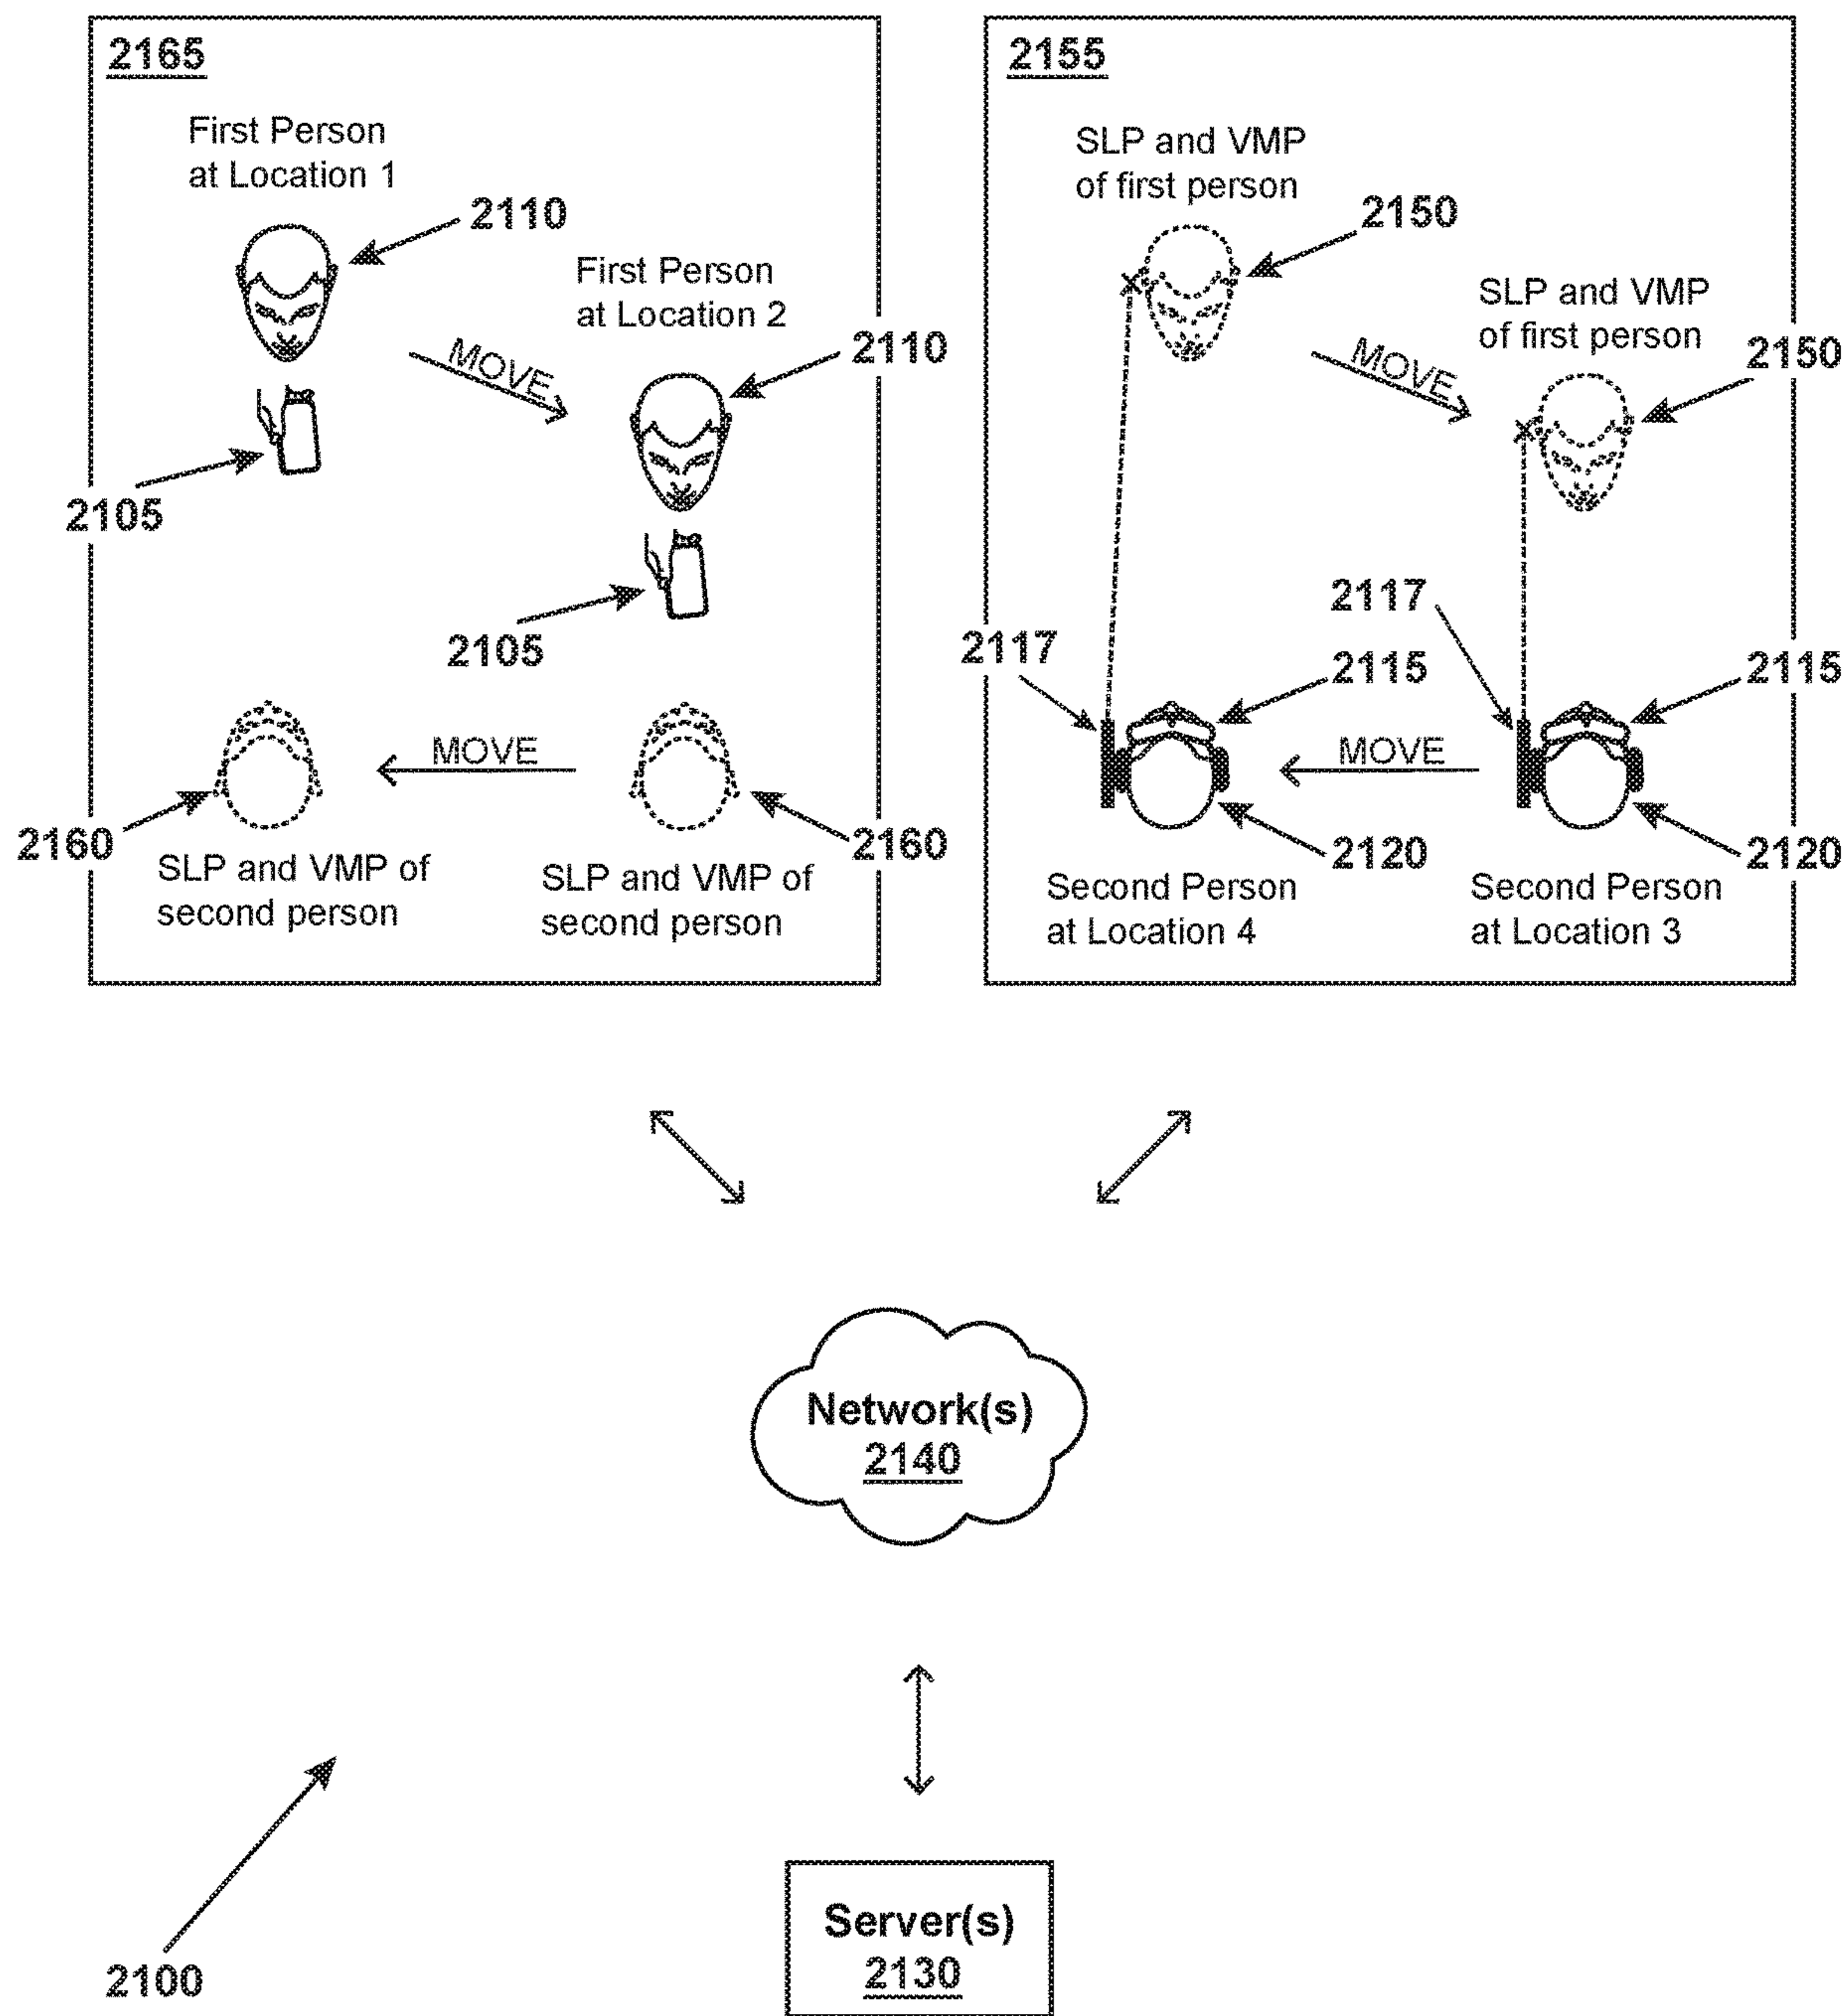 2165
First Person
at Location 1
2110
First Person
at Location 2
2110
MOVE
2105
2105
MOVE
2160
2160
SLP and VMP of
second person
SLP and VMP of
second person
2155
SLP and VMP
of first person
2150
SLP and VMP
of first person
2150
MOVE
2117
2117
2115
2115
MOVE
2120
2120
Second Person
at Location 4
Second Person
at Location 3
Network(s)
2140
2100
Server(s)
2130